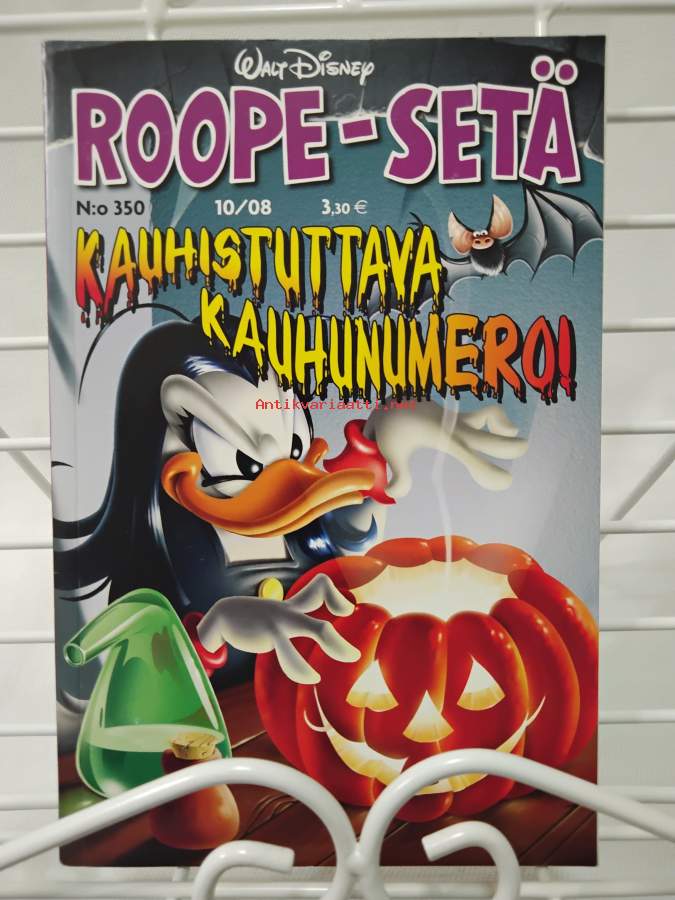 WALT DISNEY
ROOPE-SETÄ
N:o 350 10/08 3,30 €
KAUHISTUTTAVA
KAUHUNUMERO!
Antikvariaatti.net